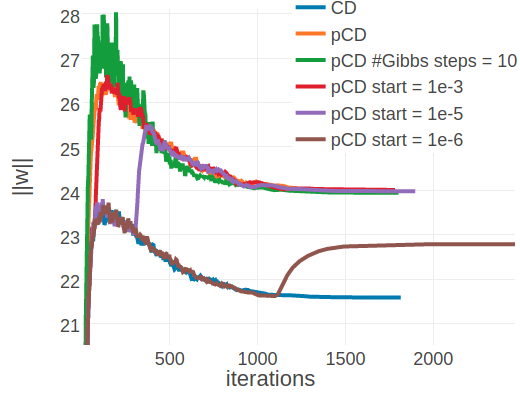 28
27
26
25
24
23
22
21
||w||
500
1000
1500
2000
iterations
CD
pCD
pCD #Gibbs steps = 10
pCD start = 1e-3
pCD start = 1e-5
pCD start = 1e-6